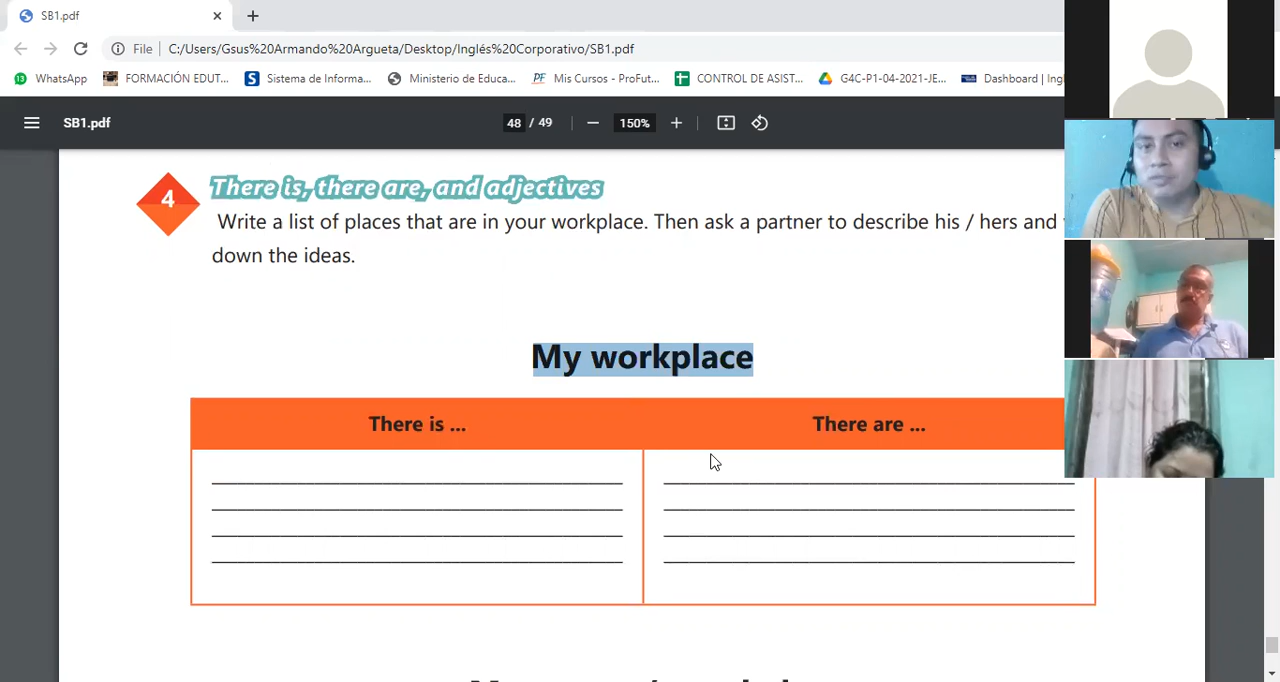 SB1.pdf
File C:/Users/Gsus%20Armando%20Argueta/Desktop/Inglés%20Corporativo/SB1.pdf
13 WhatsApp FORMACIÓN EDUT... S Sistema de Informa... Ministerio de Educa... PF Mis Cursos - ProFut... CONTROL DE ASIST... G4C-P1-04-2021-JE... Dashboard | Ingl
SB1.pdf 48 / 49 150%
4 There is, there are, and adjectives
Write a list of places that are in your workplace. Then ask a partner to describe his / hers and
down the ideas.
My workplace
There is ... There are ...